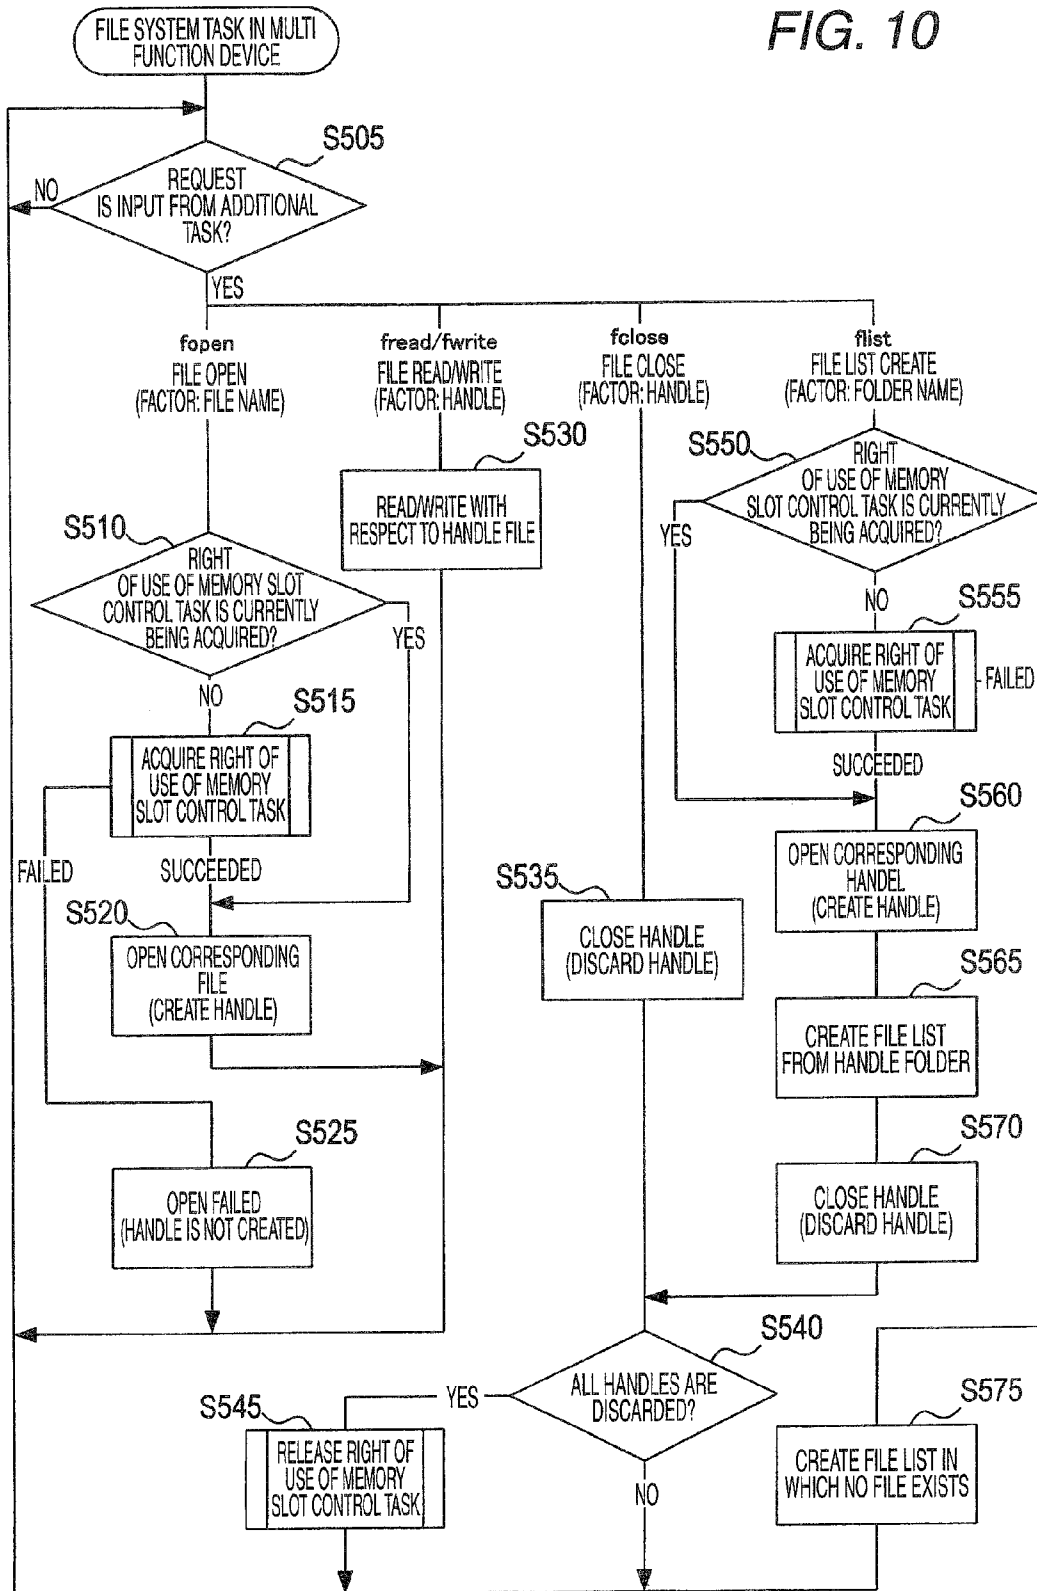 FIG. 10
FILE SYSTEM TASK IN MULTI
FUNCTION DEVICE
S505
REQUEST
IS INPUT FROM ADDITIONAL
TASK?
NO
YES
fopen
FILE OPEN
(FACTOR: FILE NAME)
fread/fwrite
FILE READ/WRITE
(FACTOR: HANDLE)
fclose
FILE CLOSE
(FACTOR: HANDLE)
flist
FILE LIST CREATE
(FACTOR: FOLDER NAME)
S510
RIGHT
OF USE OF MEMORY SLOT
CONTROL TASK IS CURRENTLY
BEING ACQUIRED?
YES
NO
S515
ACQUIRE RIGHT OF
USE OF MEMORY
SLOT CONTROL TASK
FAILED
SUCCEEDED
S520
OPEN CORRESPONDING
FILE
(CREATE HANDLE)
S525
OPEN FAILED
(HANDLE IS NOT CREATED)
S530
READ/WRITE WITH
RESPECT TO HANDLE FILE
S535
CLOSE HANDLE
(DISCARD HANDLE)
S550
RIGHT
OF USE OF MEMORY
SLOT CONTROL TASK IS CURRENTLY
BEING ACQUIRED?
YES
NO
S555
ACQUIRE RIGHT OF
USE OF MEMORY
SLOT CONTROL TASK
FAILED
SUCCEEDED
S560
OPEN CORRESPONDING
HANDEL
(CREATE HANDLE)
S565
CREATE FILE LIST
FROM HANDLE FOLDER
S570
CLOSE HANDLE
(DISCARD HANDLE)
S540
ALL HANDLES ARE
DISCARDED?
YES
NO
S545
RELEASE RIGHT OF
USE OF MEMORY
SLOT CONTROL TASK
S575
CREATE FILE LIST IN
WHICH NO FILE EXISTS